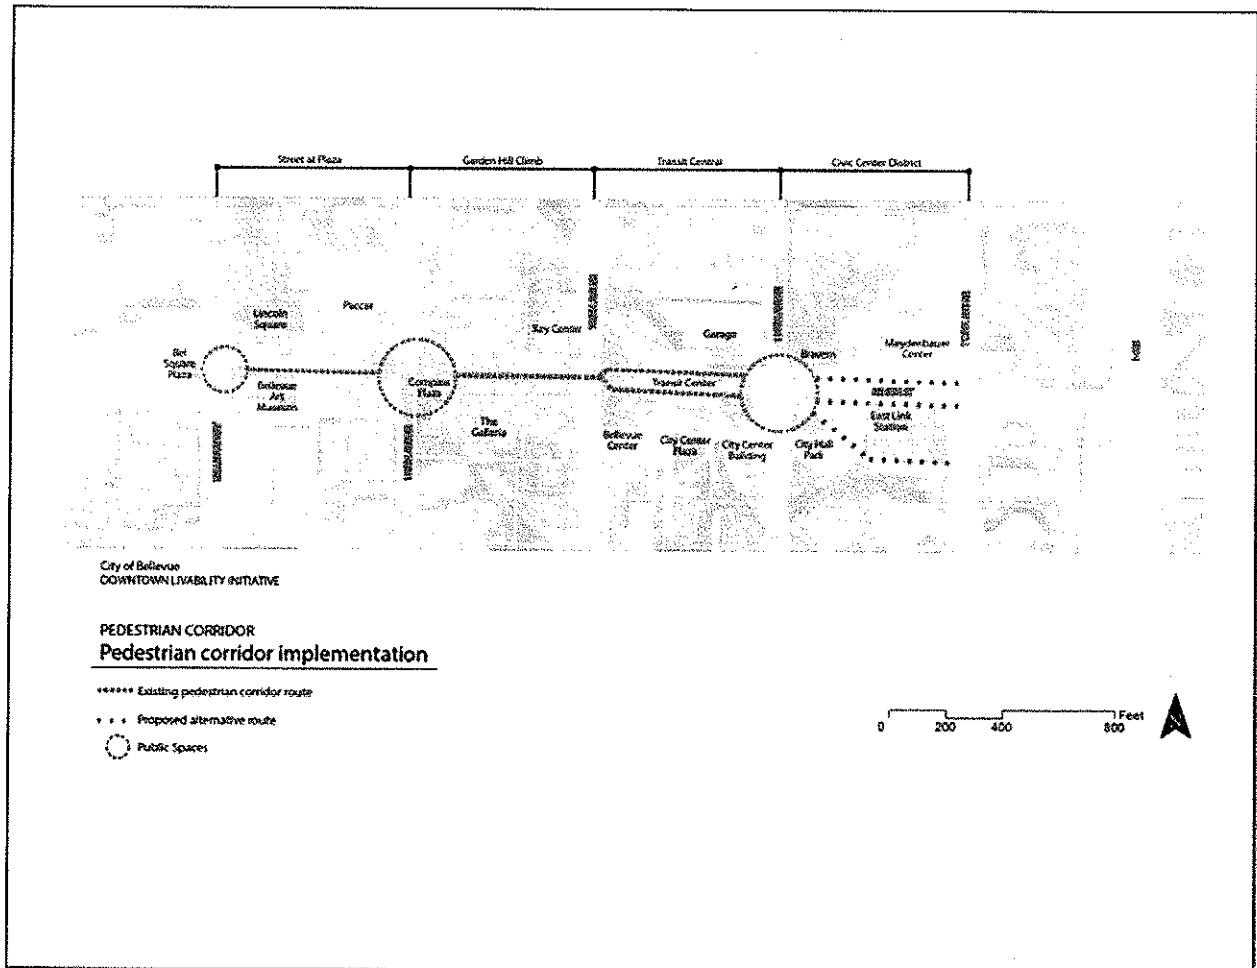 Street at Plaza
Garden Hill Climb
Transit Central
Civic Center District
Lincoln
Square
Paccar
Key Center
Garage
Bravern
Meydenbauer
Center
Bel
Square
Plaza
Bellevue
Art
Museum
Compass
Plaza
Transit Center
East Link
Station
The
Galleria
Bellevue
Center
City Center
Plaza
City Center
Building
City Hall
Park
City of Bellevue
DOWNTOWN LIVABILITY INITIATIVE
PEDESTRIAN CORRIDOR
Pedestrian corridor implementation
Existing pedestrian corridor route
Proposed alternative route
Public Spaces
0 200 400 800 Feet